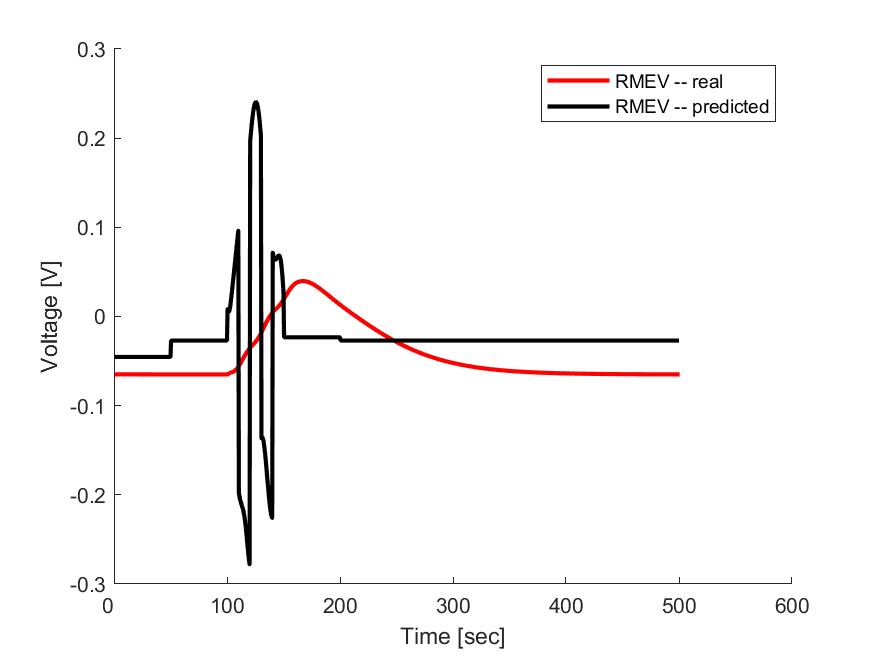 RMEV -- real
RMEV -- predicted
0.3
0.2
0.1
0
-0.1
-0.2
-0.3
Voltage [V]
0 100 200 300 400 500 600
Time [sec]